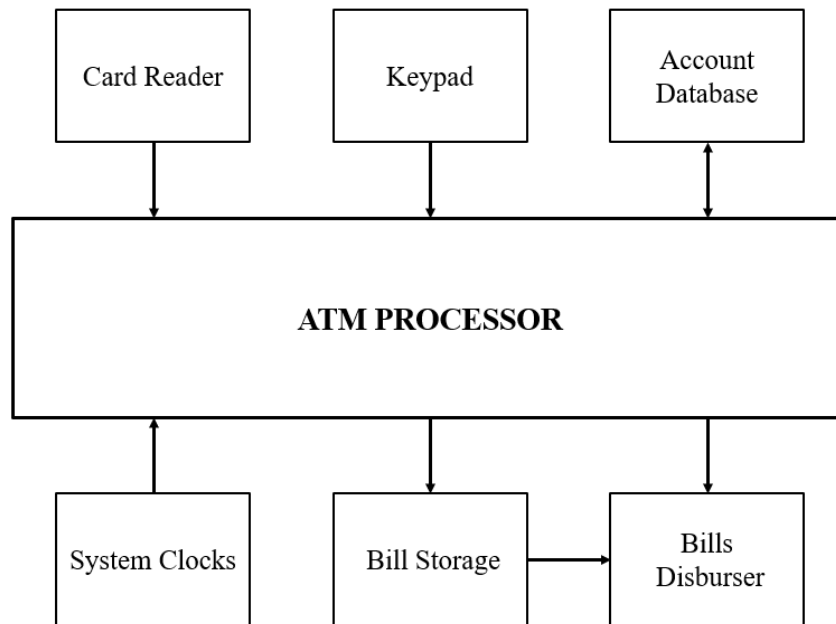 Card Reader
Keypad
Account
Database
ATM PROCESSOR
System Clocks
Bill Storage
Bills
Disburser